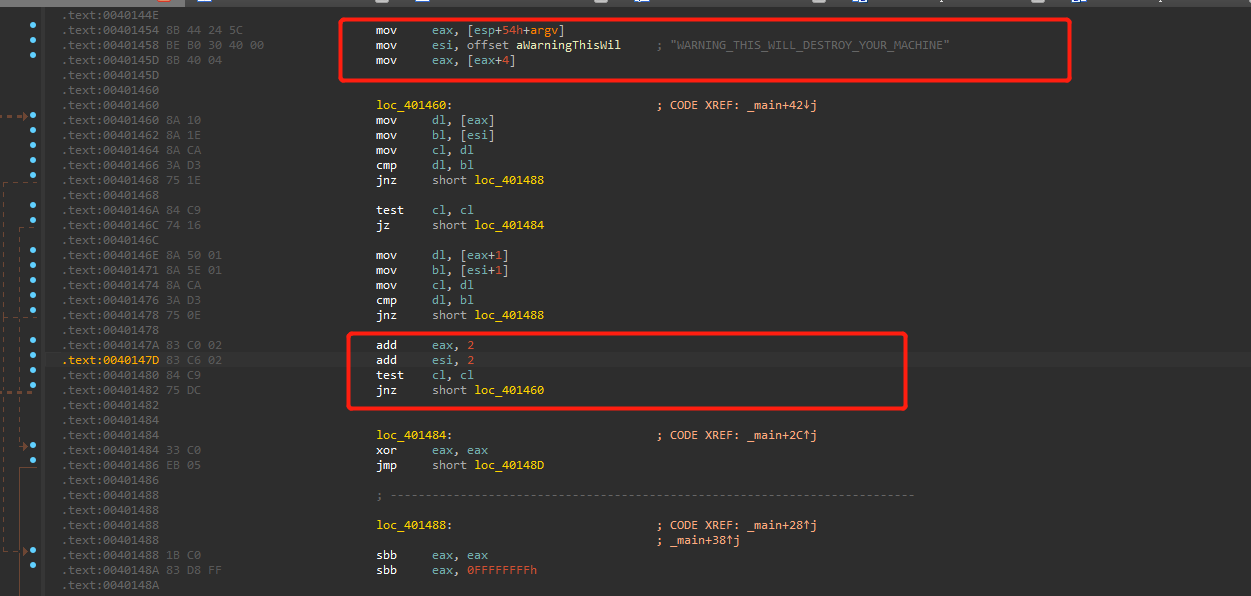 .text:0040144E
.text:00401454 8B 44 24 5C mov eax, [esp+54h+argv]
.text:00401458 BE B0 30 40 00 mov esi, offset aWarningThisWil ; "WARNING_THIS_WILL_DESTROY_YOUR_MACHINE"
.text:0040145D 8B 40 04 mov eax, [eax+4]
.text:0040145D
.text:00401460
.text:00401460 loc_401460: ; CODE XREF: _main+42↓j
.text:00401460 8A 10 mov dl, [eax]
.text:00401462 8A 1E mov bl, [esi]
.text:00401464 8A CA mov cl, dl
.text:00401466 3A D3 cmp dl, bl
.text:00401468 75 1E jnz short loc_401488
.text:00401468
.text:0040146A 84 C9 test cl, cl
.text:0040146C 74 16 jz short loc_401484
.text:0040146C
.text:0040146E 8A 50 01 mov dl, [eax+1]
.text:00401471 8A 5E 01 mov bl, [esi+1]
.text:00401474 8A CA mov cl, dl
.text:00401476 3A D3 cmp dl, bl
.text:00401478 75 0E jnz short loc_401488
.text:00401478
.text:0040147A 83 C0 02 add eax, 2
.text:0040147D 83 C6 02 add esi, 2
.text:00401480 84 C9 test cl, cl
.text:00401482 75 DC jnz short loc_401460
.text:00401482
.text:00401484
.text:00401484 loc_401484: ; CODE XREF: _main+2C↑j
.text:00401484 33 C0 xor eax, eax
.text:00401486 EB 05 jmp short loc_40148D
.text:00401486
.text:00401488 ; ---------------------------------------------------------------------------
.text:00401488
.text:00401488 loc_401488: ; CODE XREF: _main+28↑j
.text:00401488 ; _main+38↑j
.text:00401488 1B C0 sbb eax, eax
.text:0040148A 83 D8 FF sbb eax, 0FFFFFFFFh
.text:0040148A